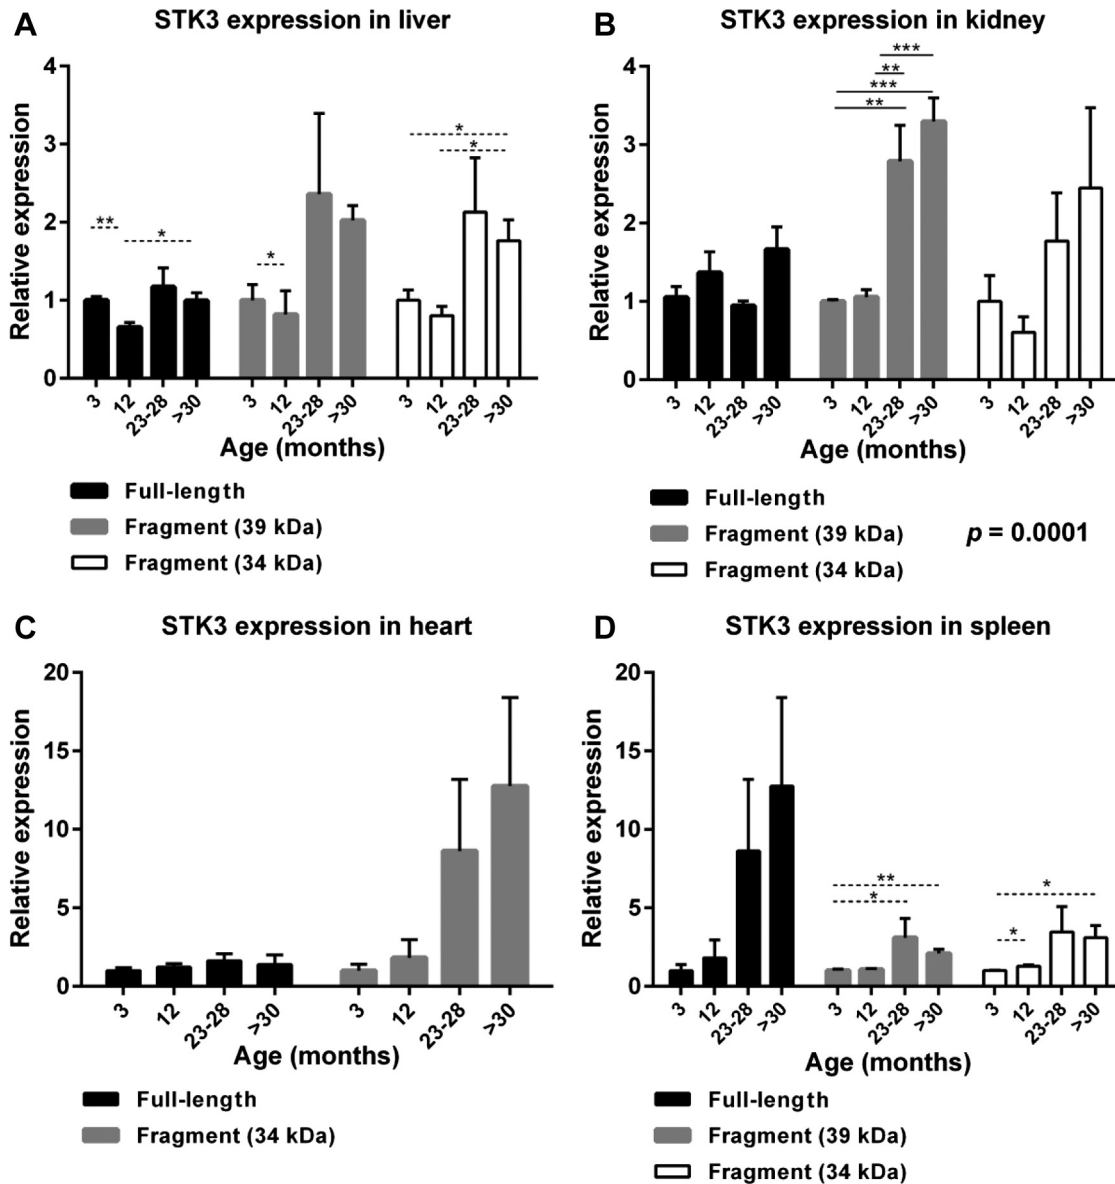 A
STK3 expression in liver
Relative expression
4
3
2
1
0
**
*
*
*
*
3
12
23-28
>30
3
12
23-28
>30
3
12
23-28
>30
Age (months)
Full-length
Fragment (39 kDa)
Fragment (34 kDa)
B
STK3 expression in kidney
Relative expression
4
3
2
1
0
***
**
***
**
3
12
23-28
>30
3
12
23-28
>30
3
12
23-28
>30
Age (months)
Full-length
Fragment (39 kDa)
Fragment (34 kDa)
p = 0.0001
C
STK3 expression in heart
Relative expression
20
15
10
5
0
3
12
23-28
>30
3
12
23-28
>30
Age (months)
Full-length
Fragment (34 kDa)
D
STK3 expression in spleen
Relative expression
20
15
10
5
0
**
*
*
*
3
12
23-28
>30
3
12
23-28
>30
3
12
23-28
>30
Age (months)
Full-length
Fragment (39 kDa)
Fragment (34 kDa)